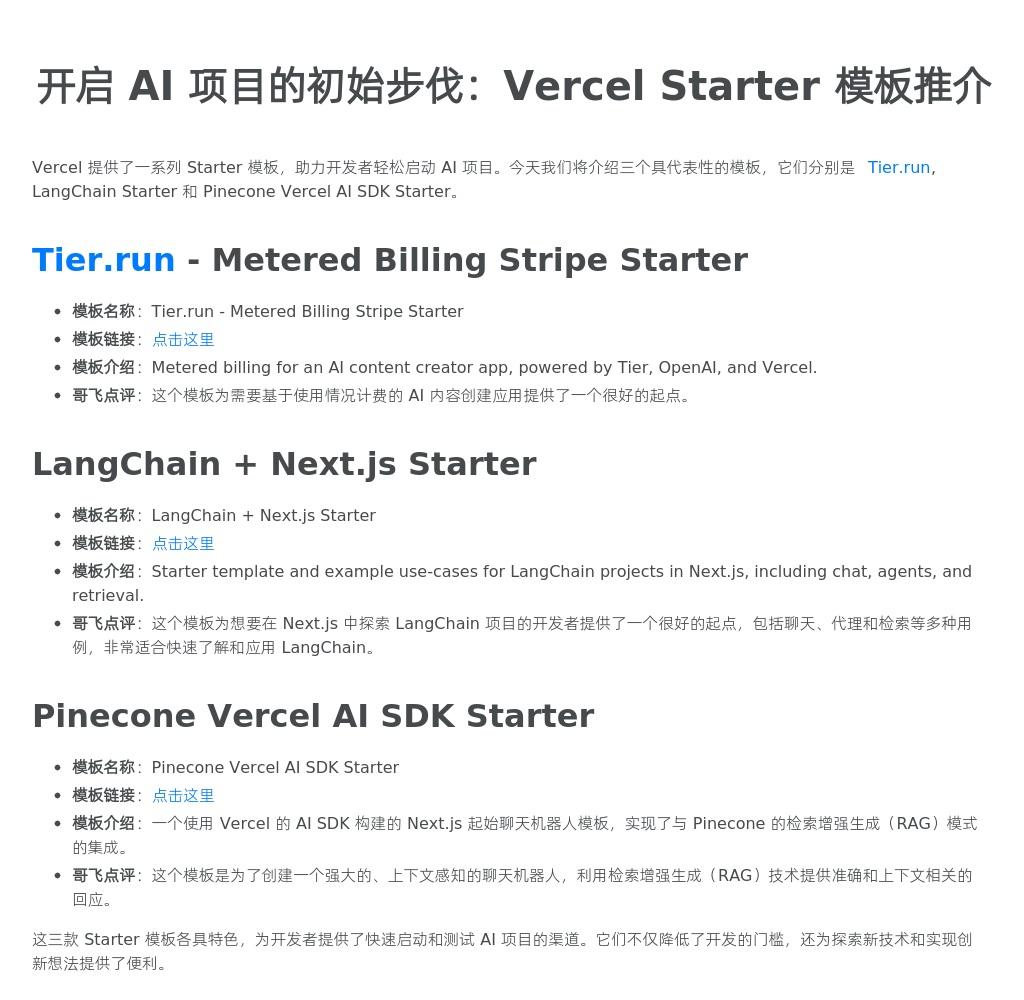 开启 AI 项目的初始步伐：Vercel Starter 模板推介
Vercel 提供了一系列 Starter 模板，助力开发者轻松启动 AI 项目。今天我们将介绍三个具代表性的模板，它们分别是 Tier.run,
LangChain Starter 和 Pinecone Vercel AI SDK Starter。
Tier.run - Metered Billing Stripe Starter
• 模板名称：Tier.run - Metered Billing Stripe Starter
• 模板链接：点击这里
• 模板介绍：Metered billing for an AI content creator app, powered by Tier, OpenAI, and Vercel.
• 哥飞点评：这个模板为需要基于使用情况计费的 AI 内容创建应用提供了一个很好的起点。
LangChain + Next.js Starter
• 模板名称：LangChain + Next.js Starter
• 模板链接：点击这里
• 模板介绍：Starter template and example use-cases for LangChain projects in Next.js, including chat, agents, and
retrieval.
• 哥飞点评：这个模板为想要在 Next.js 中探索 LangChain 项目的开发者提供了一个很好的起点，包括聊天、代理和检索等多种用
例，非常适合快速了解和应用 LangChain。
Pinecone Vercel AI SDK Starter
• 模板名称：Pinecone Vercel AI SDK Starter
• 模板链接：点击这里
• 模板介绍：一个使用 Vercel 的 AI SDK 构建的 Next.js 起始聊天机器人模板，实现了与 Pinecone 的检索增强生成（RAG）模式
的集成。
• 哥飞点评：这个模板是为了创建一个强大的、上下文感知的聊天机器人，利用检索增强生成（RAG）技术提供准确和上下文相关的
回应。
这三款 Starter 模板各具特色，为开发者提供了快速启动和测试 AI 项目的渠道。它们不仅降低了开发的门槛，还为探索新技术和实现创
新想法提供了便利。